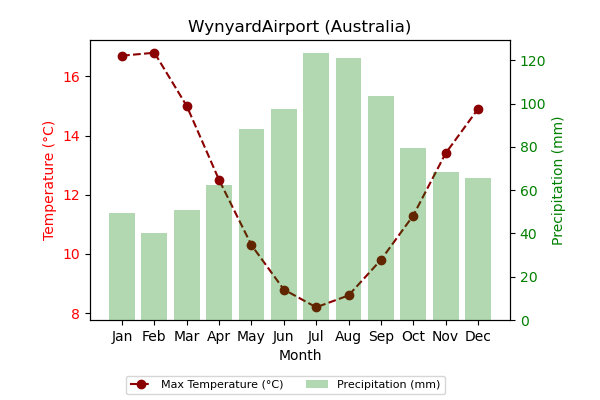 WynyardAirport (Australia)
16
14
12
10
8
Temperature (°C)
120
100
80
60
40
20
0
Precipitation (mm)
Jan Feb Mar Apr May Jun Jul Aug Sep Oct Nov Dec
Month
Max Temperature (°C) Precipitation (mm)